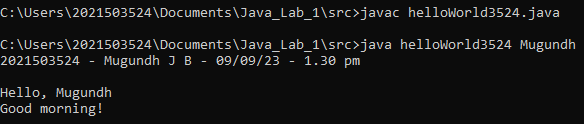 C:\Users\2021503524\Documents\Java_Lab_1\src>javac helloWorld3524.java
C:\Users\2021503524\Documents\Java_Lab_1\src>java helloWorld3524 Mugundh
2021503524 - Mugundh J B - 09/09/23 - 1.30 pm
Hello, Mugundh
Good morning!